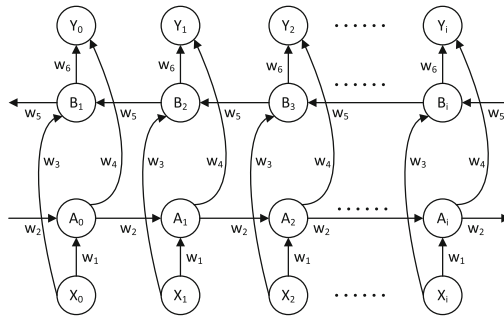 Y0 Y1 Y2 ...... Yi
w6 w6 w6 ...... w6
B1 B2 B3 Bi
w5 w5 w5 w5 w5
w3 w4 w3 w4 w3 w4 w3 w4
A0 A1 A2 ...... Ai
w2 w2 w2 w2 w2
w1 w1 w1 w1
X0 X1 X2 ...... Xi